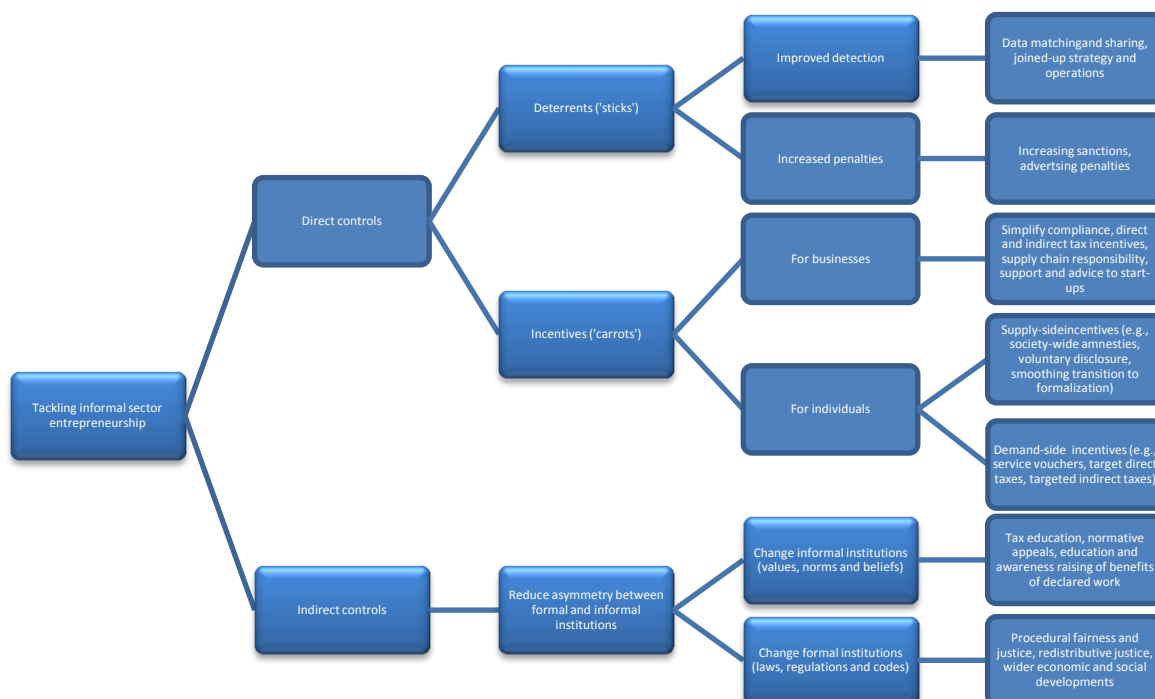 Tackling informal sector
entrepreneurship
Direct controls
Deterrents ('sticks')
Improved detection
Data matchingand sharing,
joined-up strategy and
operations
Increased penalties
Increasing sanctions,
advertsing penalties
Incentives ('carrots')
For businesses
Simplify compliance, direct
and indirect tax incentives,
supply chain responsibility,
support and advice to start-
ups
For individuals
Supply-sideincentives (e.g.,
society-wide amnesties,
voluntary disclosure,
smoothing transition to
formalization)
Demand-side incentives (e.g.,
service vouchers, target direct
taxes, targeted indirect taxes)
Indirect controls
Reduce asymmetry between
formal and informal
institutions
Change informal institutions
(values, norms and beliefs)
Tax education, normative
appeals, education and
awareness raising of benefits
of declared work
Change formal institutions
(laws, regulations and codes)
Procedural fairness and
justice, redistributive justice,
wider economic and social
developments